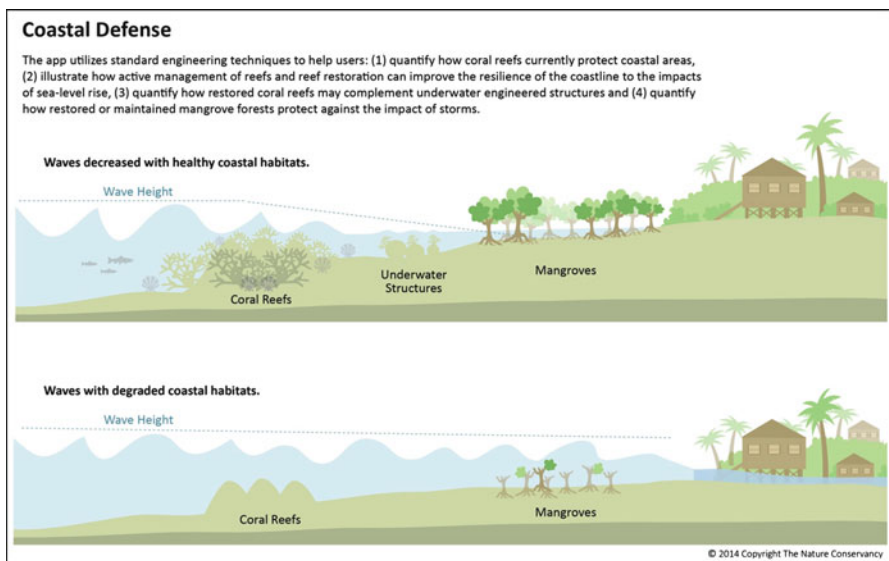 Coastal Defense
The app utilizes standard engineering techniques to help users: (1) quantify how coral reefs currently protect coastal areas,
(2) illustrate how active management of reefs and reef restoration can improve the resilience of the coastline to the impacts
of sea-level rise, (3) quantify how restored coral reefs may complement underwater engineered structures and (4) quantify
how restored or maintained mangrove forests protect against the impact of storms.
Waves decreased with healthy coastal habitats.
Wave Height
Coral Reefs
Underwater
Structures
Mangroves
Waves with degraded coastal habitats.
Wave Height
Coral Reefs
Mangroves
© 2014 Copyright The Nature Conservancy